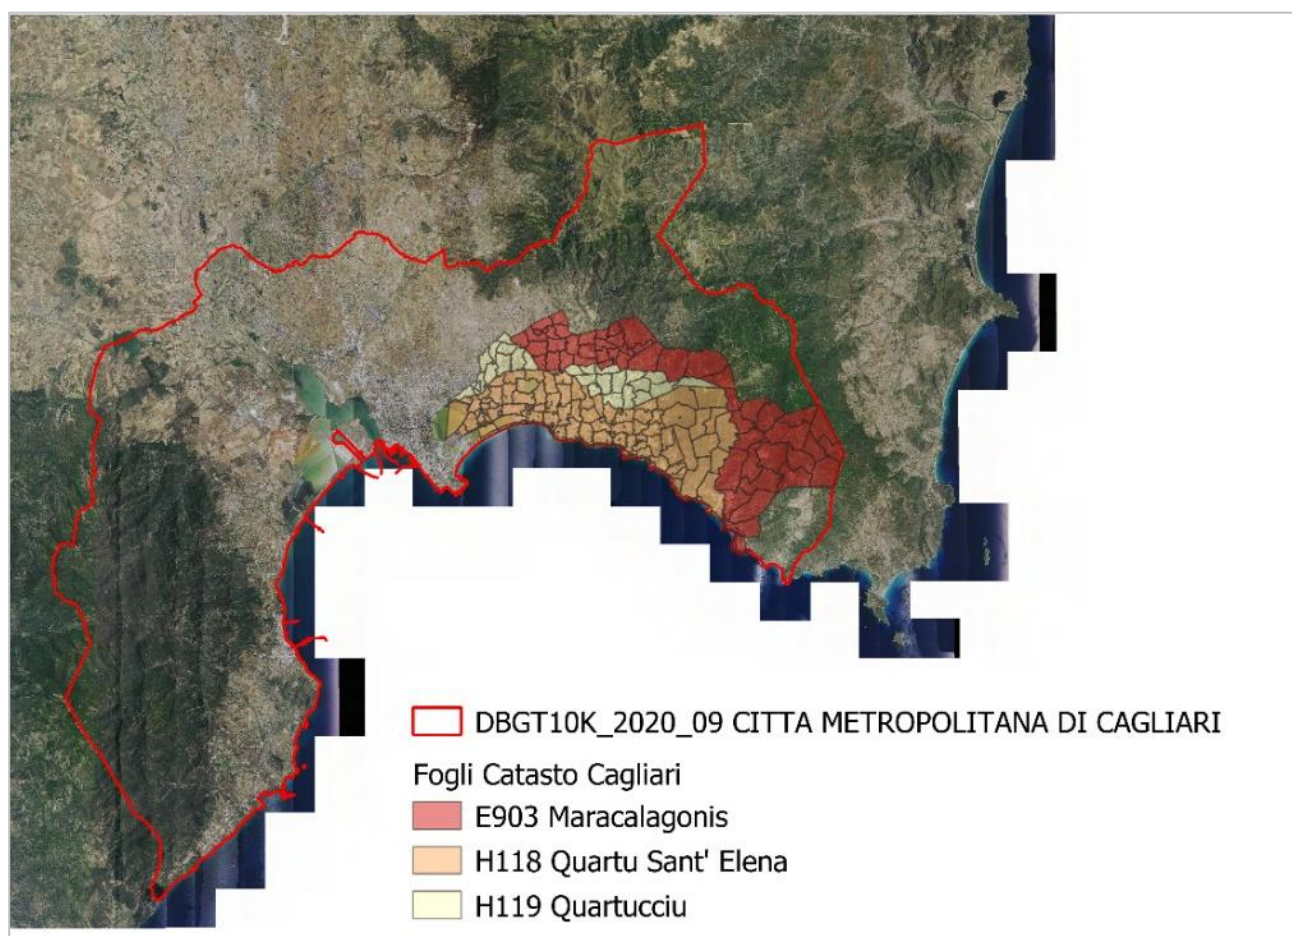 DBGT10K_2020_09 CITTA METROPOLITANA DI CAGLIARI
Fogli Catasto Cagliari
E903 Maracalagonis
H118 Quartu Sant' Elena
H119 Quartucciu